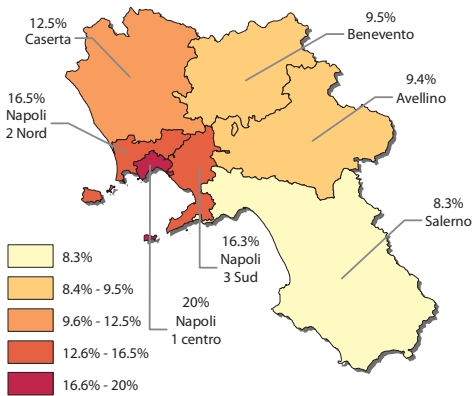 12.5%
Caserta
9.5%
Benevento
9.4%
Avellino
16.5%
Napoli
2 Nord
8.3%
Salerno
16.3%
Napoli
3 Sud
20%
Napoli
1 centro
8.3%
8.4% - 9.5%
9.6% - 12.5%
12.6% - 16.5%
16.6% - 20%